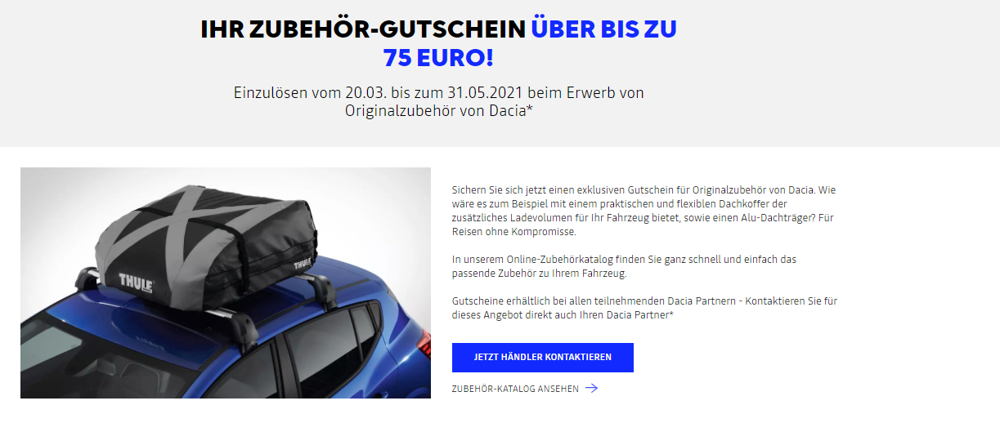 IHR ZUBEHÖR-GUTSCHEIN ÜBER BIS ZU
75 EURO!
Einzulösen vom 20.03. bis zum 31.05.2021 beim Erwerb von
Originalzubehör von Dacia*
THULE
THULE
Sichern Sie sich jetzt einen exklusiven Gutschein für Originalzubehör von Dacia. Wie
wäre es zum Beispiel mit einem praktischen und flexiblen Dachkoffer der
zusätzliches Ladevolumen für Ihr Fahrzeug bietet, sowie einen Alu-Dachträger? Für
Reisen ohne Kompromisse.
In unserem Online-Zubehörkatalog finden Sie ganz schnell und einfach das
passende Zubehör zu Ihrem Fahrzeug.
Gutscheine erhältlich bei allen teilnehmenden Dacia Partnern - Kontaktieren Sie für
dieses Angebot direkt auch Ihren Dacia Partner*
JETZT HÄNDLER KONTAKTIEREN
ZUBEHÖR-KATALOG ANSEHEN